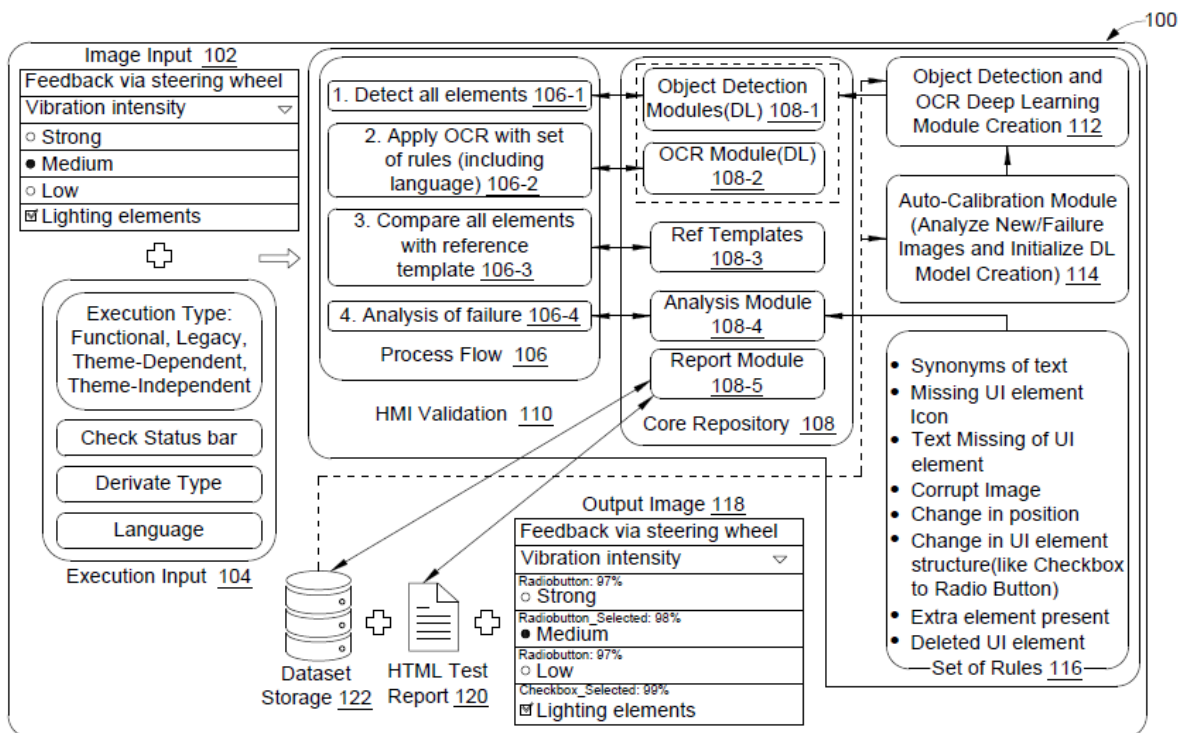 100
Image Input 102
Feedback via steering wheel
Vibration intensity
Strong
Medium
Low
Lighting elements
Execution Type:
Functional, Legacy,
Theme-Dependent,
Theme-Independent
Check Status bar
Derivate Type
Language
Execution Input 104
1. Detect all elements 106-1
2. Apply OCR with set
of rules (including
language) 106-2
3. Compare all elements
with reference
template 106-3
4. Analysis of failure 106-4
Process Flow 106
HMI Validation 110
Object Detection
Modules(DL) 108-1
OCR Module(DL)
108-2
Ref Templates
108-3
Analysis Module
108-4
Report Module
108-5
Core Repository 108
Object Detection and
OCR Deep Learning
Module Creation 112
Auto-Calibration Module
(Analyze New/Failure
Images and Initialize DL
Model Creation) 114
• Synonyms of text
• Missing UI element
Icon
• Text Missing of UI
element
• Corrupt Image
• Change in position
• Change in UI element
structure(like Checkbox
to Radio Button)
• Extra element present
• Deleted UI element
Set of Rules 116
Dataset
Storage 122
HTML Test
Report 120
Output Image 118
Feedback via steering wheel
Vibration intensity
Radiobutton: 97%
Strong
Radiobutton_Selected: 98%
Medium
Radiobutton: 97%
Low
Checkbox_Selected: 99%
Lighting elements